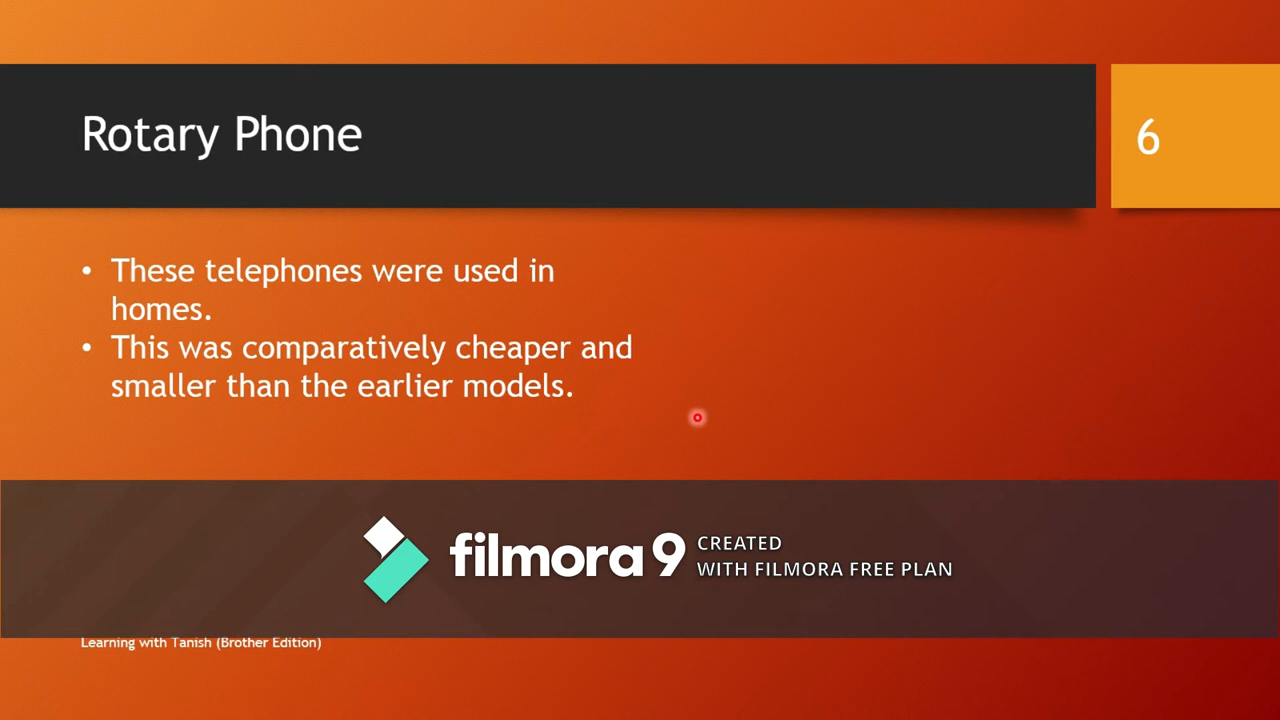 Rotary Phone
6
• These telephones were used in
homes.
• This was comparatively cheaper and
smaller than the earlier models.
filmora 9
CREATED
WITH FILMORA FREE PLAN
Learning with Tanish (Brother Edition)